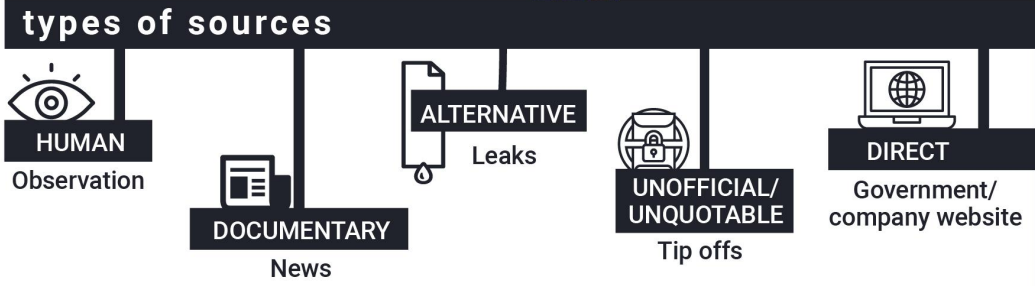 types of sources
HUMAN
Observation
DOCUMENTARY
News
ALTERNATIVE
Leaks
UNOFFICIAL/
UNQUOTABLE
Tip offs
DIRECT
Government/
company website